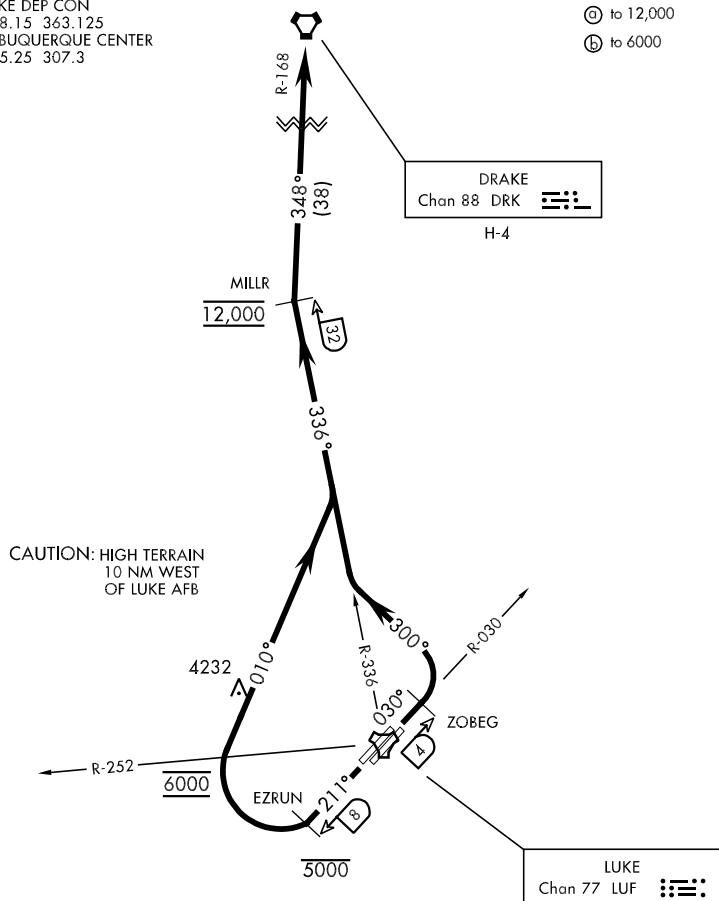 KE DEP CON
8.15 363.125
BUQUERQUE CENTER
5.25 307.3
ⓐ to 12,000
ⓑ to 6000
R-168
348°
(38)
DRAKE
Chan 88 DRK
H-4
MILLR
12,000
32
336°
CAUTION: HIGH TERRAIN
10 NM WEST
OF LUKE AFB
300°
R-030
R-336
010°
4232
030°
ZOBEG
4
R-252
6000
EZRUN
211°
8
5000
LUKE
Chan 77 LUF